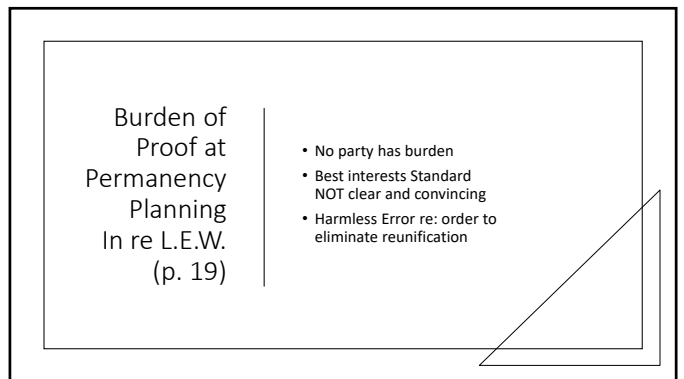 Burden of
Proof at
Permanency
Planning
In re L.E.W.
(p. 19)
• No party has burden
• Best interests Standard
NOT clear and convincing
• Harmless Error re: order to
eliminate reunification